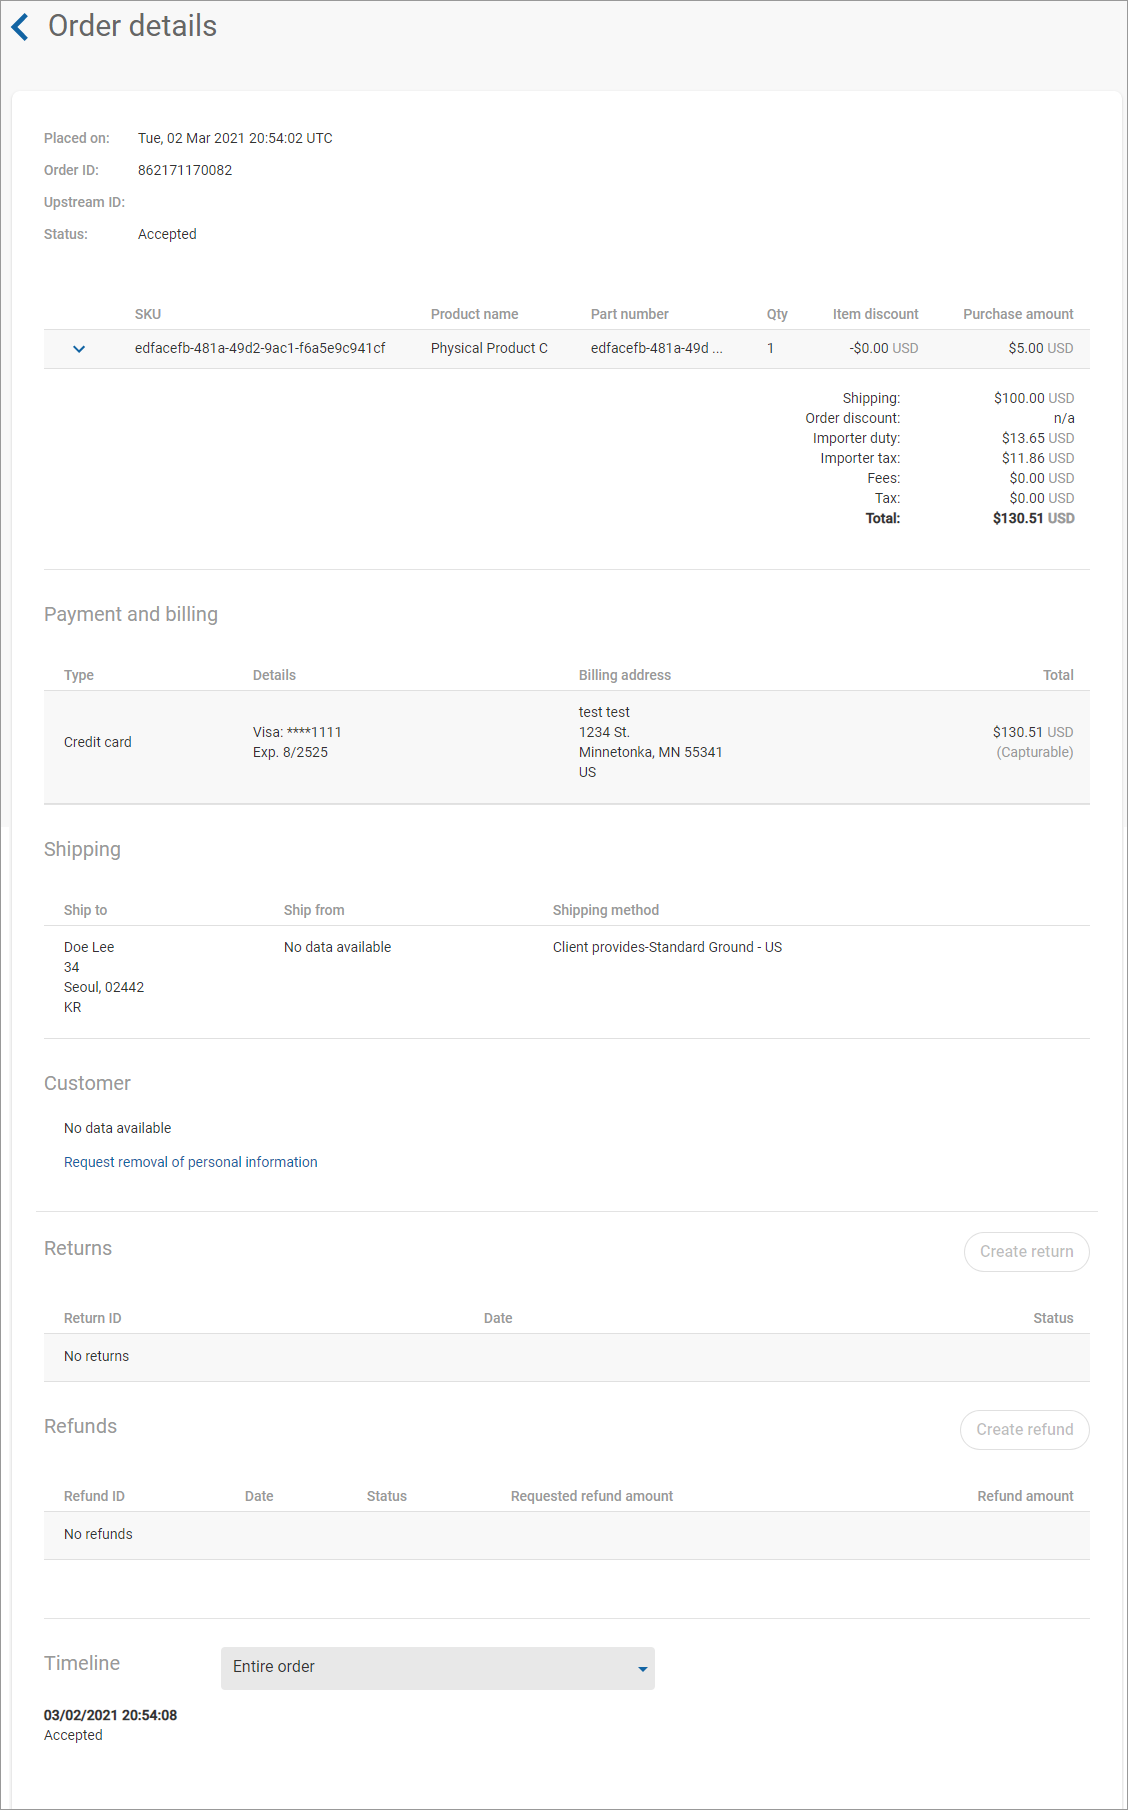 Order details
Placed on: Tue, 02 Mar 2021 20:54:02 UTC
Order ID: 862171170082
Upstream ID:
Status: Accepted
SKU Product name Part number Qty Item discount Purchase amount
edfacefb-481a-49d2-9ac1-f6a5e9c941cf Physical Product C edfacefb-481a-49d ... 1 -$0.00 USD $5.00 USD
Shipping: $100.00 USD
Order discount: n/a
Importer duty: $13.65 USD
Importer tax: $11.86 USD
Fees: $0.00 USD
Tax: $0.00 USD
Total: $130.51 USD
Payment and billing
Type Details Billing address Total
Credit card
Visa: ****1111
Exp. 8/2525
test test
1234 St.
Minnetonka, MN 55341
US
$130.51 USD
(Capturable)
Shipping
Ship to Ship from Shipping method
Doe Lee No data available Client provides-Standard Ground - US
34
Seoul, 02442
KR
Customer
No data available
Request removal of personal information
Returns Create return
Return ID Date Status
No returns
Refunds Create refund
Refund ID Date Status Requested refund amount Refund amount
No refunds
Timeline Entire order
03/02/2021 20:54:08
Accepted